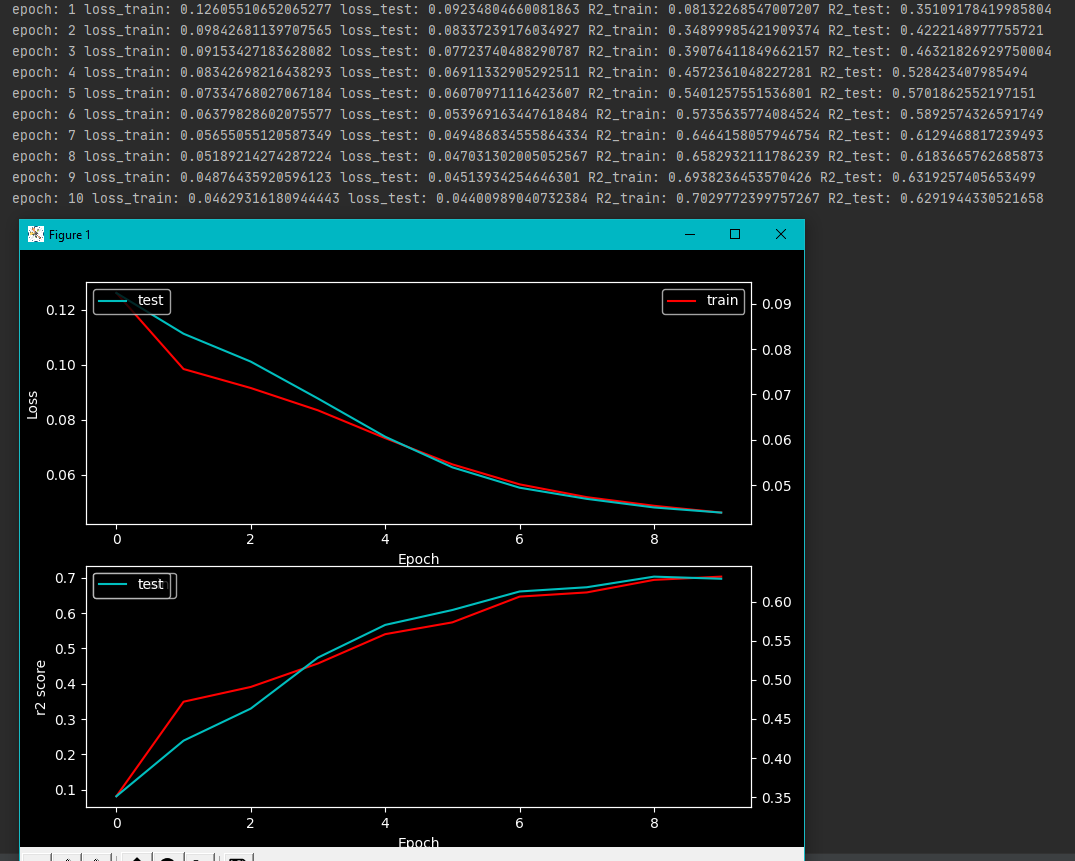 epoch: 1 loss_train: 0.12605510652065277 loss_test: 0.09234804660081863 R2_train: 0.08132268547007207 R2_test: 0.35109178419985804
epoch: 2 loss_train: 0.098426811397075​65 loss_test: 0.08337239176034927 R2_train: 0.34899985421909374 R2_test: 0.4222148977755721
epoch: 3 loss_train: 0.091534271836280​82 loss_test: 0.07723740488290787 R2_train: 0.39076411849662157 R2_test: 0.46321826929750004
epoch: 4 loss_train: 0.08342698216438293 loss_test: 0.06911332905292511 R2_train: 0.4572361048227281 R2_test: 0.528423407985494
epoch: 5 loss_train: 0.07334768027067184 loss_test: 0.06070971116423607 R2_train: 0.5401257551536801 R2_test: 0.5701862552197151
epoch: 6 loss_train: 0.06379828602075577 loss_test: 0.053969163447618484 R2_train: 0.5735635774084524 R2_test: 0.5892574326591749
epoch: 7 loss_train: 0.05655055120587349 loss_test: 0.049486834555864334 R2_train: 0.6464158057946754 R2_test: 0.6129468817239493
epoch: 8 loss_train: 0.05189214274287224 loss_test: 0.047031302005052567 R2_train: 0.6582932111786239 R2_test: 0.6183665762685873
epoch: 9 loss_train: 0.04876435920596123 loss_test: 0.04513934254646301 R2_train: 0.6938236453570426 R2_test: 0.6319257405653499
epoch: 10 loss_train: 0.04629316180944443 loss_test: 0.04400989040732384 R2_train: 0.7029772399757267 R2_test: 0.6291944330521658
Figure 1
test
train
0.12
0.10
0.08
0.06
Loss
0.09
0.08
0.07
0.06
0.05
0 2 4 6 8
Epoch
test
0.7
0.6
0.5
0.4
0.3
0.2
0.1
r2 score
0.60
0.55
0.50
0.45
0.40
0.35
0 2 4 6 8
Epoch